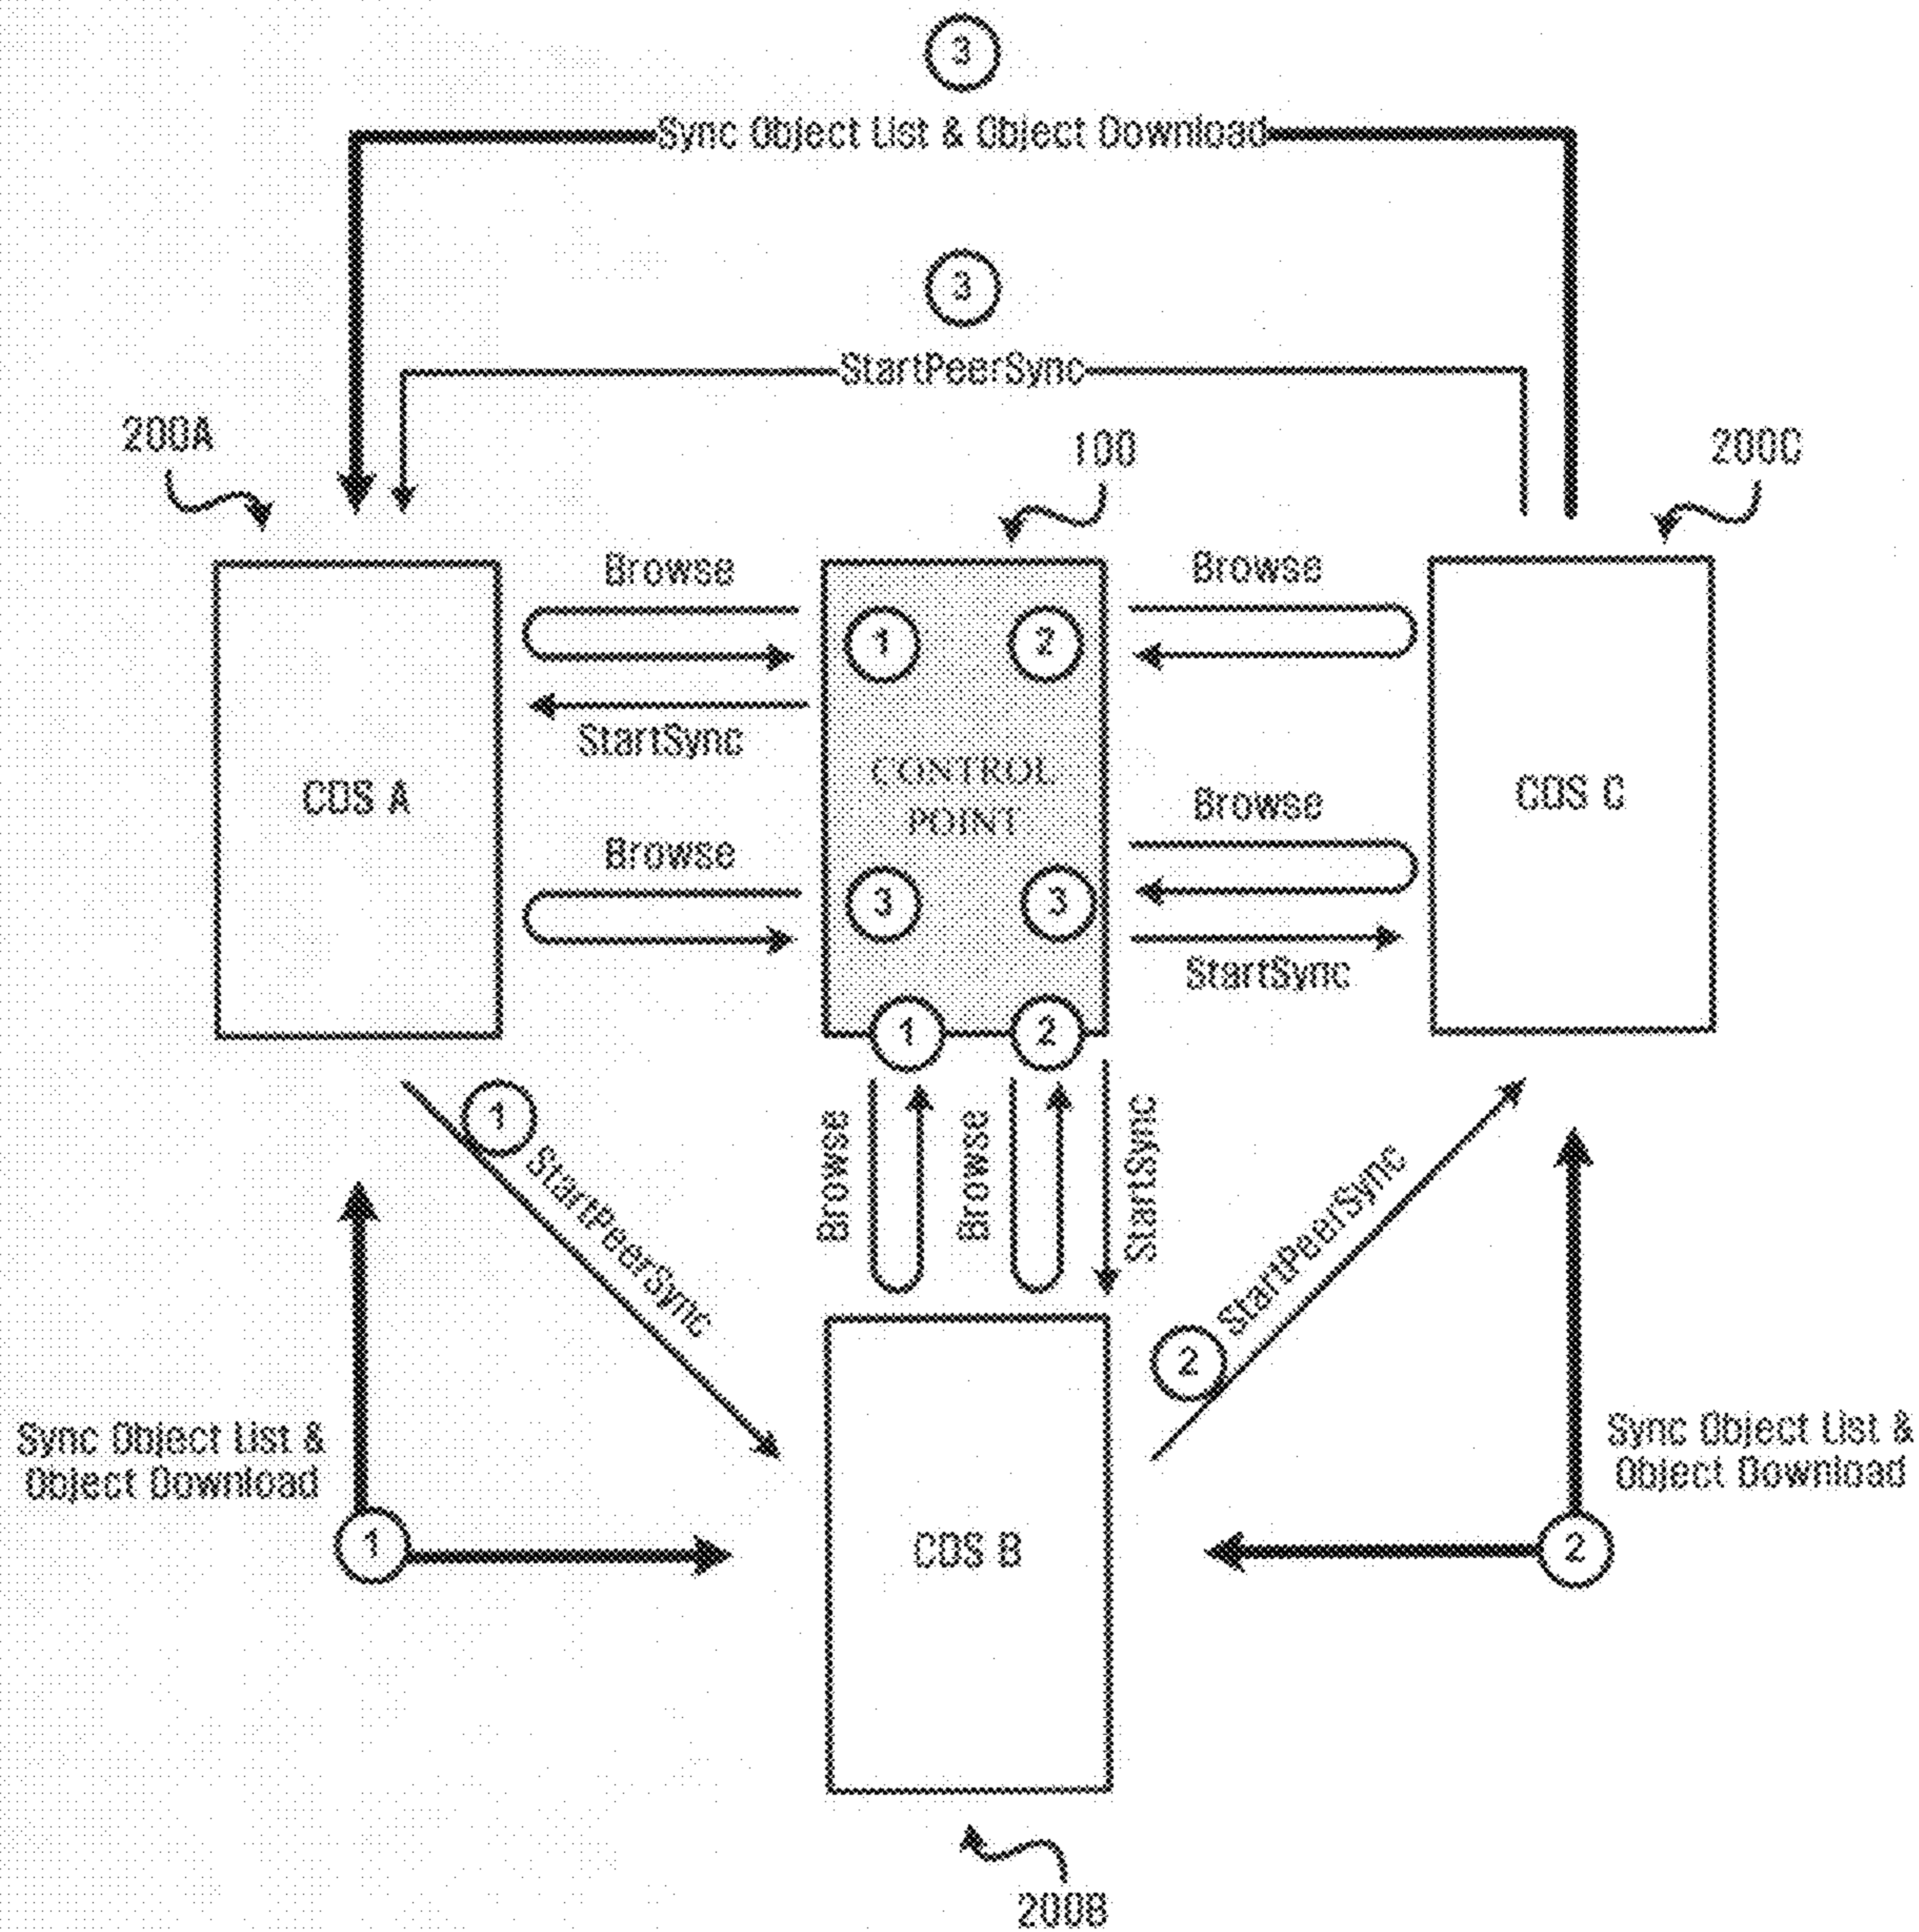 3
Sync Object List & Object Download
3
StartPeerSync
200A
100
200C
Browse
Browse
1
2
StartSync
CONTROL
POINT
CDS A
CDS C
Browse
Browse
3
3
StartSync
1
2
1
StartPeerSync
Browse
Browse
StartSync
StartPeerSync
2
Sync Object List &
Object Download
Sync Object List &
Object Download
1
CDS B
2
200B